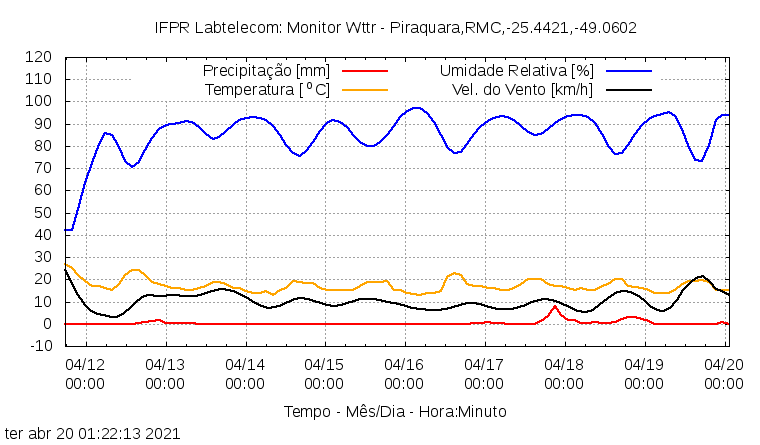 IFPR Labtelecom: Monitor Wttr - Piraquara,RMC,-25.4421,-49.0602
120
110
100
90
80
70
60
50
40
30
20
10
0
-10
Precipitação [mm] Umidade Relativa [%]
Temperatura [⁰C] Vel. do Vento [km/h]
04/12 04/13 04/14 04/15 04/16 04/17 04/18 04/19 04/20
00:00 00:00 00:00 00:00 00:00 00:00 00:00 00:00 00:00
Tempo - Mês/Dia - Hora:Minuto
ter abr 20 01:22:13 2021